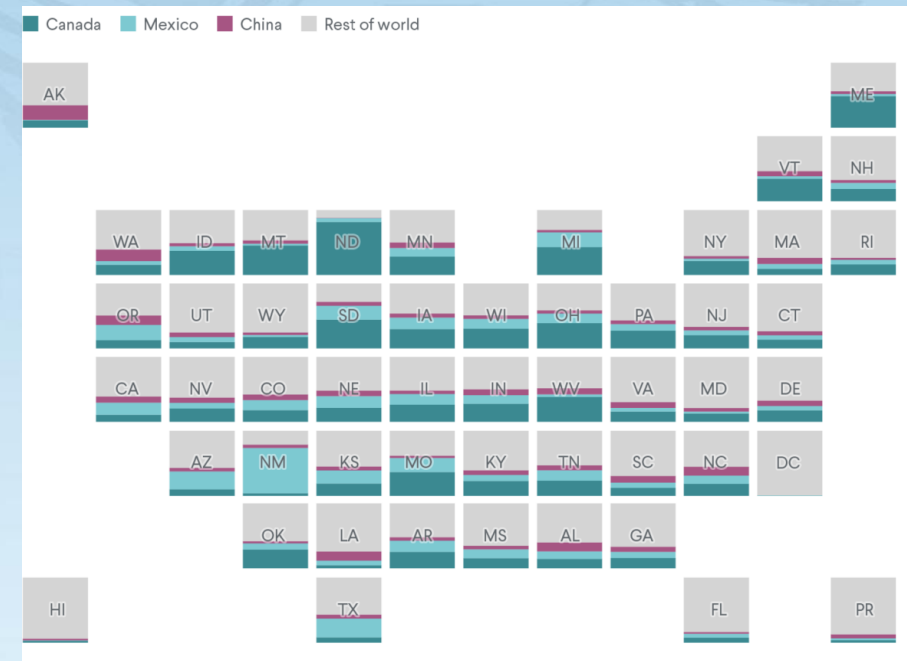 Canada Mexico China Rest of world
AK ME
VT NH
WA ID MT ND MN MI NY MA RI
OR UT WY SD IA WI OH PA NJ CT
CA NV CO NE IL IN WV VA MD DE
AZ NM KS MO KY TN SC NC DC
OK LA AR MS AL GA
HI TX FL PR